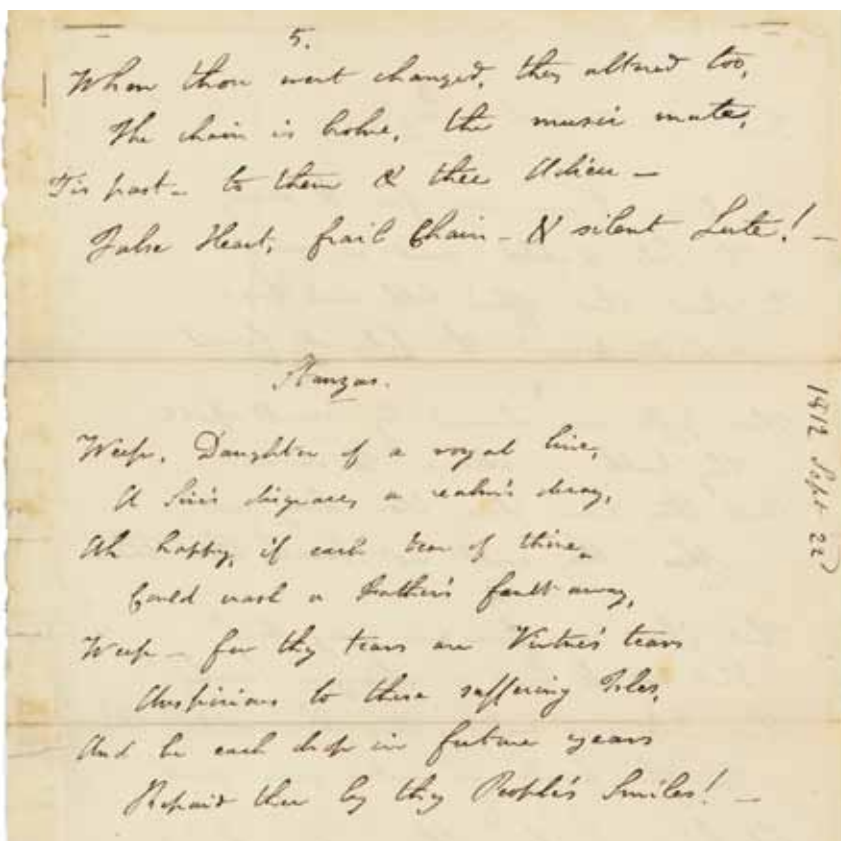 5.
When thou wert changed, they altered too,
The chain is broke, the music mute,
Tis past – to them & thee Adieu –
False Heart, frail Chain – & silent Lute! –
Stanzas.
Weep, Daughter of a royal line,
A Sire's disgrace, a realm's decay,
Ah happy, if each tear of thine
Could wash a Father's fault away,
Weep – for thy tears are Virtue's tears
Auspicious to these suffering Isles,
And be each drop in future years
Repaid thee by thy People's Smiles! –
1812 Sept 22